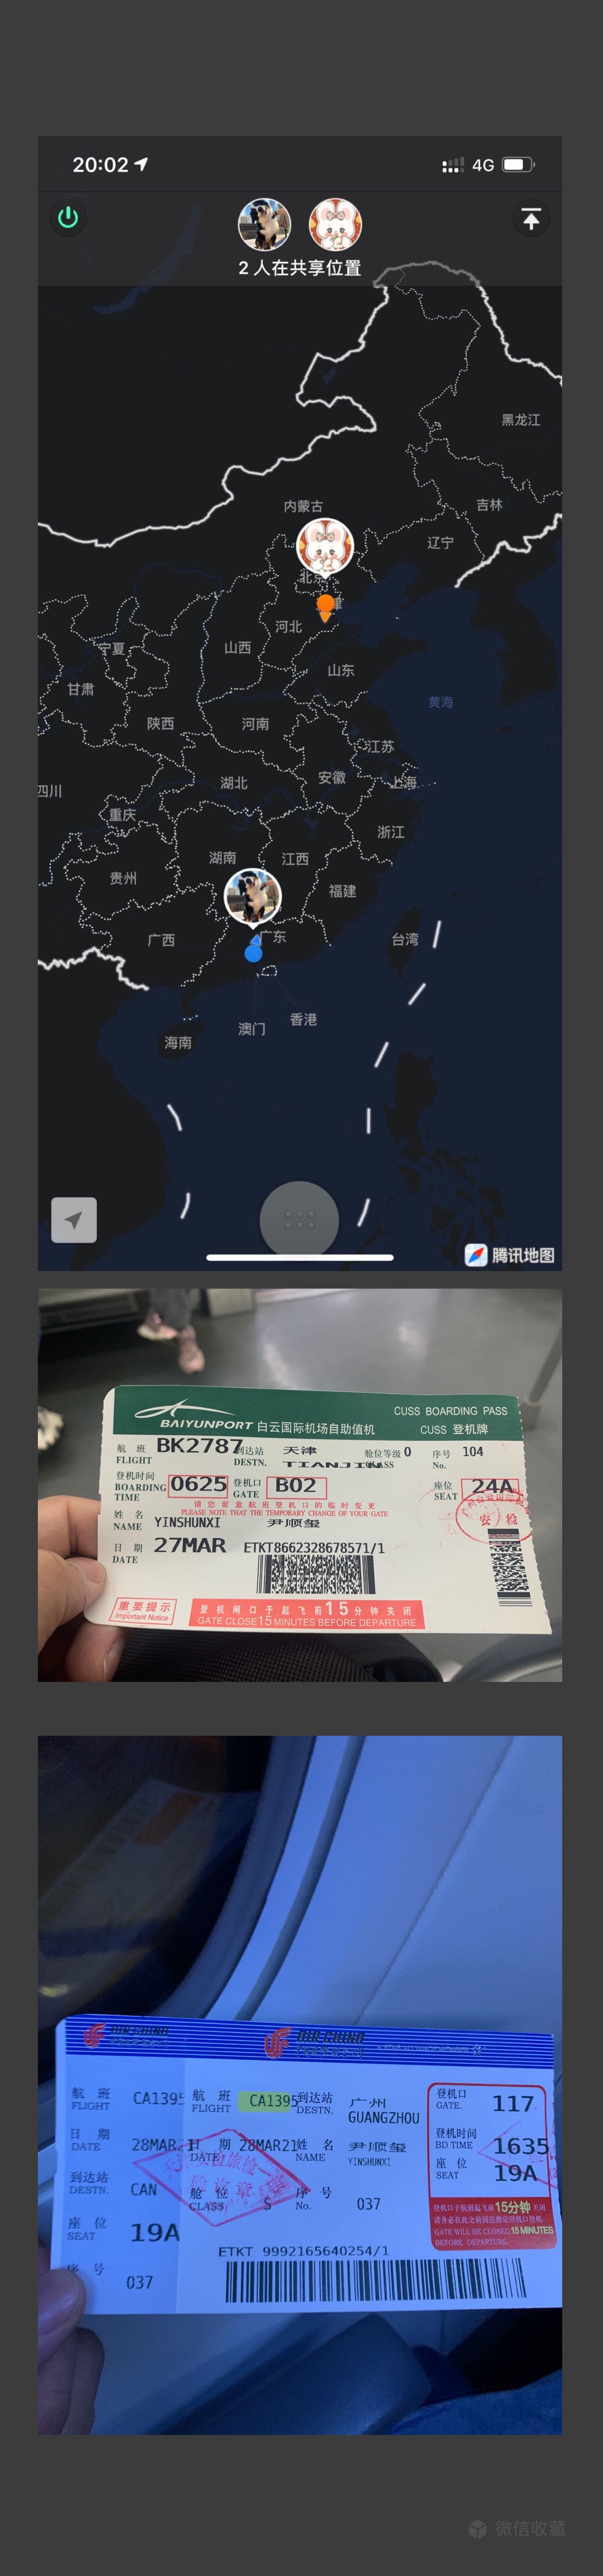 20:02
4G
2 人在共享位置
黑龙江
内蒙古
吉林
辽宁
北京
河北
宁夏
山西
山东
甘肃
黄海
陕西
河南
江苏
四川
湖北
安徽
上海
重庆
浙江
湖南
江西
贵州
福建
广西
广东
台湾
香港
澳门
海南
腾讯地图
CUSS BOARDING PASS
BAIYUNPORT 白云国际机场自助值机
CUSS 登机牌
航 班 BK2787 到达站 天津 舱位等级 0 序号 104
FLIGHT DESTN. TIANJIN CLASS No.
登机时间 0625 登机口 B02 座位 24A
BOARDING TIME GATE SEAT
请您留意航班登机口的临时变更
PLEASE NOTE THAT THE TEMPORARY CHANGE OF YOUR GATE
姓 名 YINSHUNXI 尹顺玺
NAME
安检
日 期 27MAR ETKT8662328678571/1
DATE
重要提示
Important Notice
登机闸口于起飞前15分钟关闭
GATE CLOSE 15 MINUTES BEFORE DEPARTURE.
AIR CHINA
AIR CHINA
航 班 CA1395
FLIGHT
日 期 28MAR21
DATE
到达站 CAN
DESTN.
座 位 19A
SEAT
序 号
037
航 班 CA1395 到达站 广州
FLIGHT DESTN. GUANGZHOU
日 期 28MAR21 姓 名 尹顺玺
DATE NAME YINSHUNXI
舱 位 S 序 号 037
CLASS No.
ETKT 9992165640254/1
登机口 117
GATE.
登机时间 1635
BD TIME
座 位 19A
SEAT
登机口于航班起飞前15分钟关闭
请务必在此之前到达指定登机口登机.
GATE WILL BE CLOSED 15 MINUTES
BEFORE DEPARTURE.
微信收藏